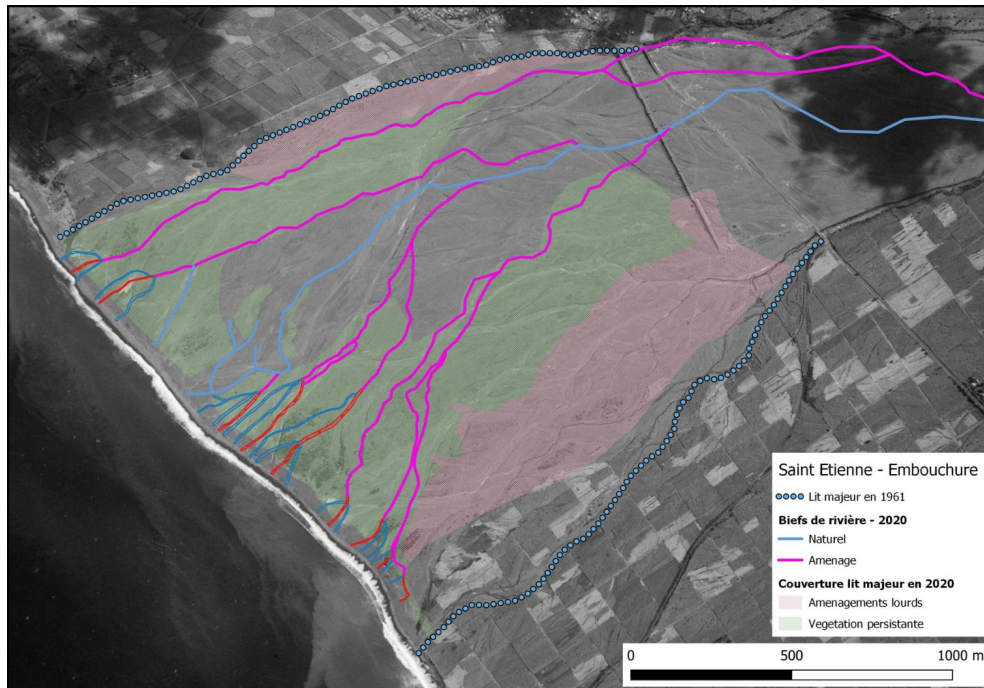 Saint Etienne - Embouchure
Lit majeur en 1961
Biefs de rivière - 2020
Naturel
Amenage
Couverture lit majeur en 2020
Amenagements lourds
Vegetation persistante
0 500 1000 m